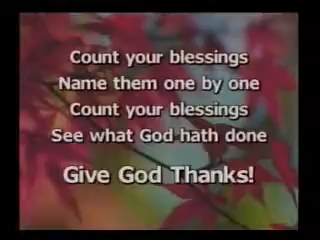 Count your blessings
Name them one by one
Count your blessings
See what God hath done
Give God Thanks!